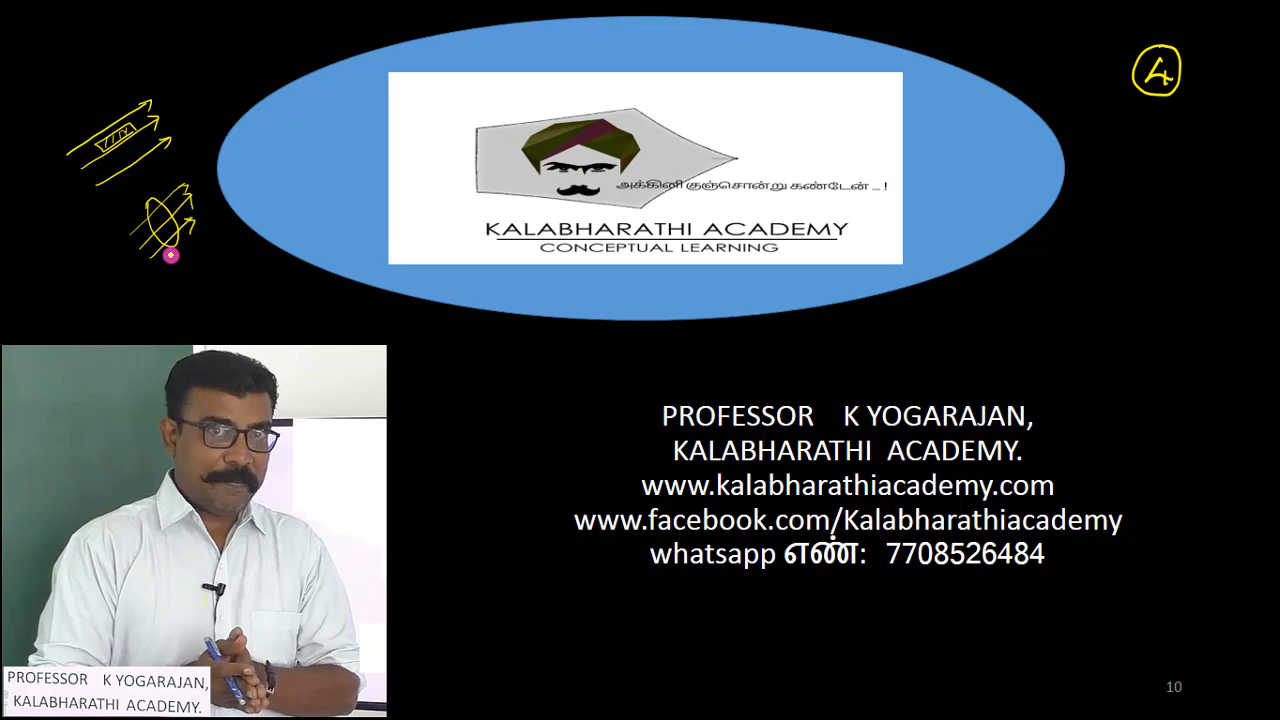 4
அக்கினி குஞ்சொன்று கண்டேன் ... !
KALABHARATHI ACADEMY
CONCEPTUAL LEARNING
PROFESSOR K YOGARAJAN,
KALABHARATHI ACADEMY.
www.kalabharathiacademy.com
www.facebook.com/Kalabharathiacademy
whatsapp எண்: 7708526484
PROFESSOR K YOGARAJAN,
KALABHARATHI ACADEMY.
10